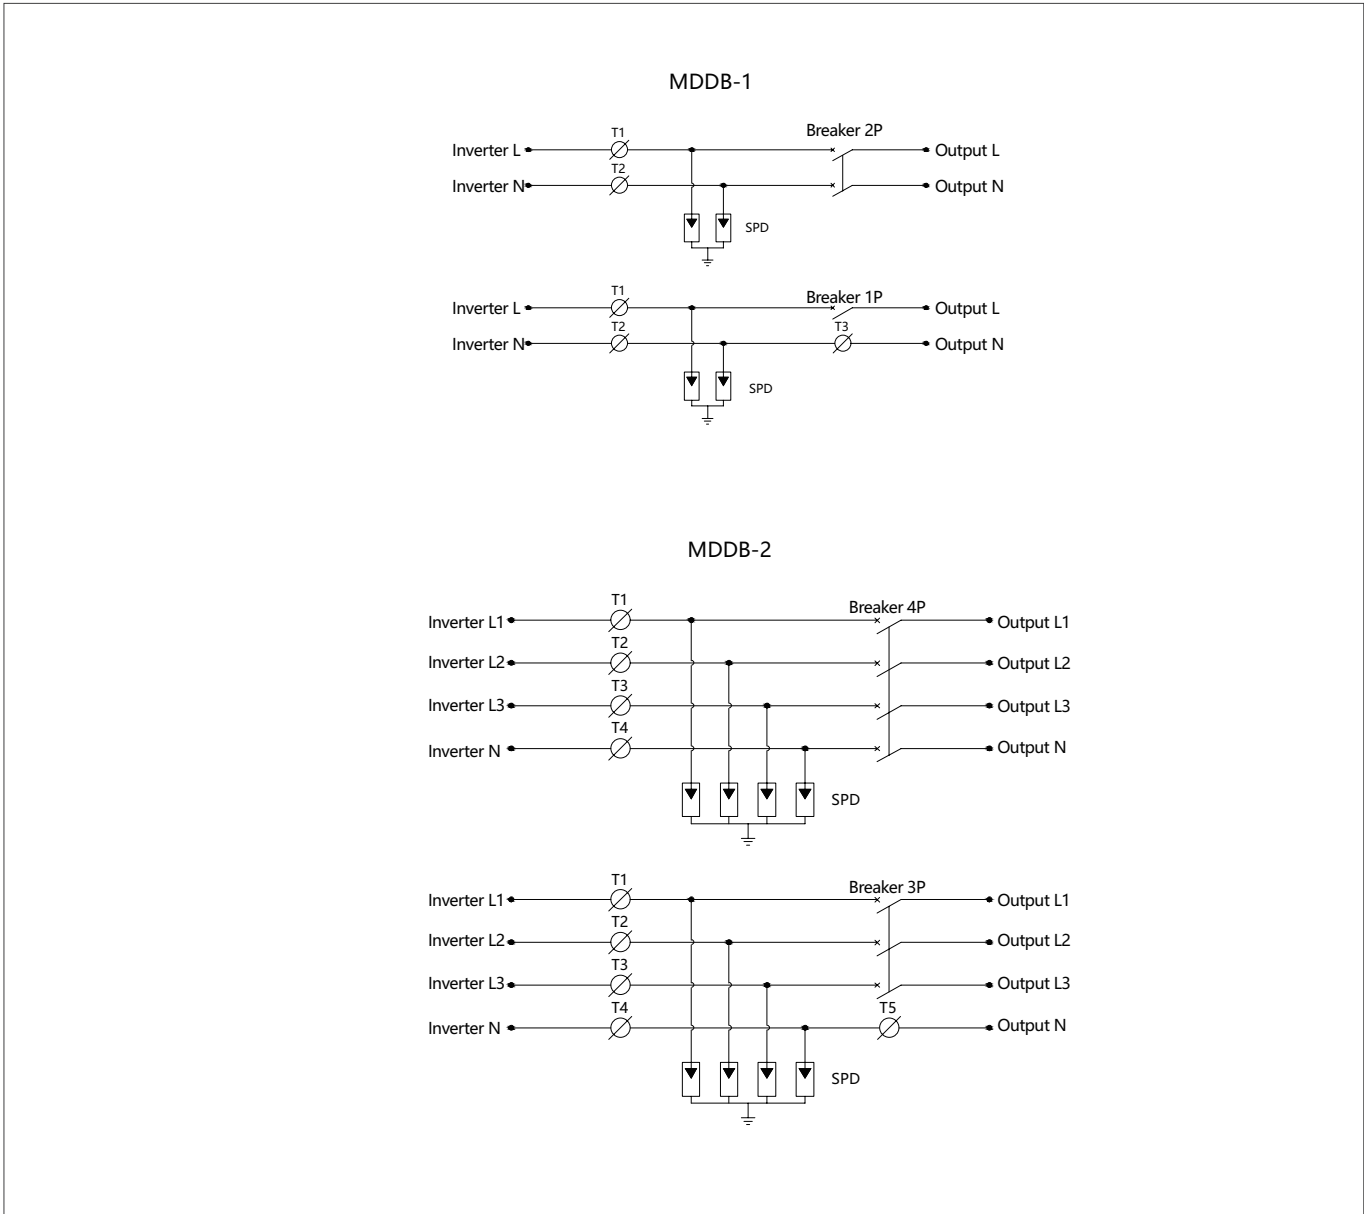 MDDB-1
T1
Breaker 2P
Inverter L
Output L
T2
Inverter N
Output N
SPD
T1
Breaker 1P
Inverter L
Output L
T2
T3
Inverter N
Output N
SPD
MDDB-2
T1
Breaker 4P
Inverter L1
Output L1
T2
Inverter L2
Output L2
T3
Inverter L3
Output L3
T4
Inverter N
Output N
SPD
T1
Breaker 3P
Inverter L1
Output L1
T2
Inverter L2
Output L2
T3
Inverter L3
Output L3
T4
T5
Inverter N
Output N
SPD